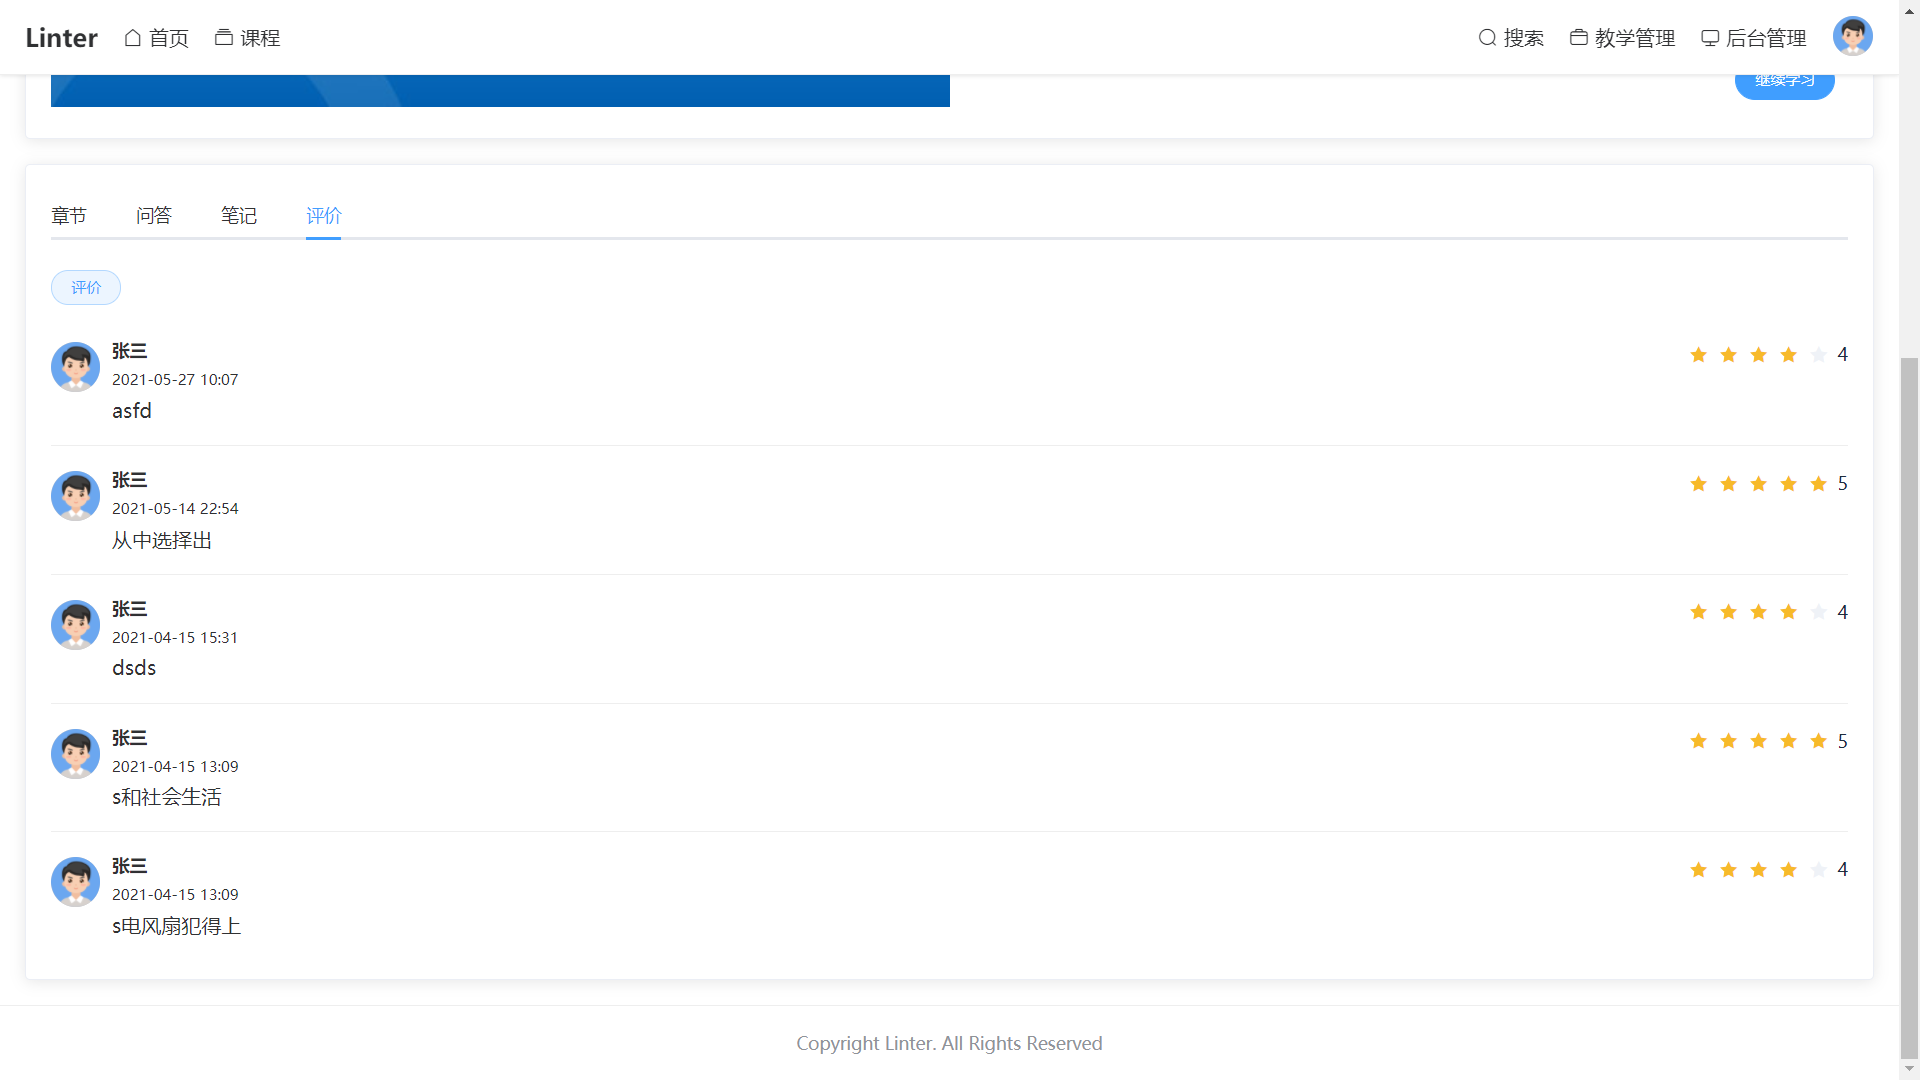 Linter 首页 课程 搜索 教学管理 后台管理
继续学习
章节 问答 笔记 评价
评价
张三
4
2021-05-27 10:07
asfd
张三
5
2021-05-14 22:54
从中选择出
张三
4
2021-04-15 15:31
dsds
张三
5
2021-04-15 13:09
s和社会生活
张三
4
2021-04-15 13:09
s电风扇犯得上
Copyright Linter. All Rights Reserved